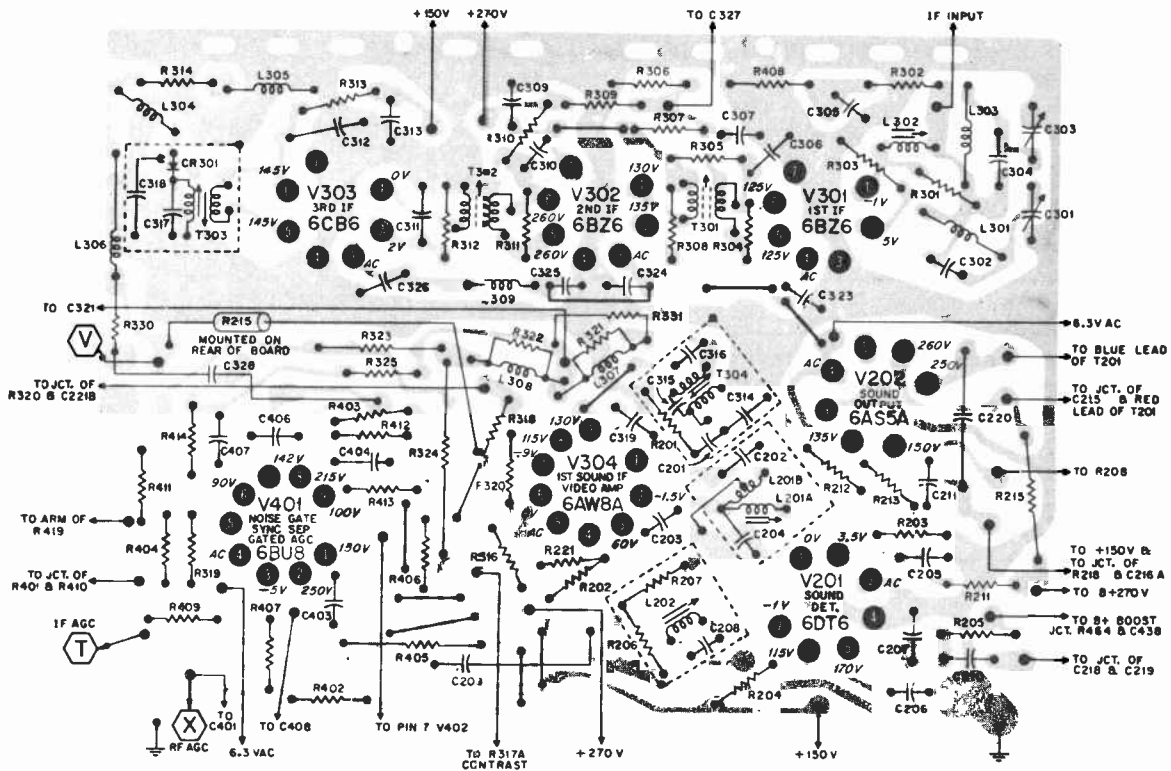 +150V
+270V
TO C327
IF INPUT
R314
L305
R313
C309
R306
R408
R302
L304
C312
C313
R309
C307
C305
L302
L303
C303
R310
R307
C310
R305
C306
R303
C304
CR301
C318
C317
T303
145V
0V
V303
3RD IF
6CB6
145V
2V
AC
C311
R312
R311
130V
V302
2ND IF
6BZ6
135V
260V
260V
AC
T301
R308
R304
125V
V301
1ST IF
6BZ6
-1V
125V
5V
AC
R301
L301
C301
C302
L306
C326
C325
C324
C323
TO C321
V
R330
R215
MOUNTED ON
REAR OF BOARD
C328
R323
R325
R322
L308
R321
L307
R331
6.3V AC
TO BLUE LEAD
OF T201
TO JCT. OF
C215 & RED
LEAD OF T201
TO JCT. OF
R320 & C221B
C316
C315
T304
C314
R201
C319
C201
AC
260V
250V
V202
SOUND
OUTPUT
6AS5A
135V
150V
C220
TO R208
R414
C407
C406
R403
R412
C404
R413
R324
R318
130V
115V
-9V
V304
1ST SOUND IF
VIDEO AMP
6AW8A
-1.5V
AC
60V
C202
L201B
L201A
C204
C203
R212
R213
C211
R215
R411
90V
142V
215V
100V
V401
NOISE GATE
SYNC SEP
GATED AGC
6BU8
150V
AC
-5V
250V
TO ARM OF
R419
R404
R319
TO JCT. OF
R401 & R410
R406
R221
R202
R203
C205
0V
3.5V
V201
SOUND
DET.
6DT6
AC
-1V
115V
170V
R211
TO +150V &
TO JCT. OF
R218 & C216A
TO B+270V
TO B+ BOOST
JCT. R464 & C438
R205
TO JCT. OF
C218 & C219
IF AGC
T
R409
R407
C403
R405
R402
R207
L202
C208
R206
R204
C206
X
RF AGC
TO
C401
6.3 VAC
TO C408
TO PIN 7 V402
TO R317A
CONTRAST
+270V
+150V